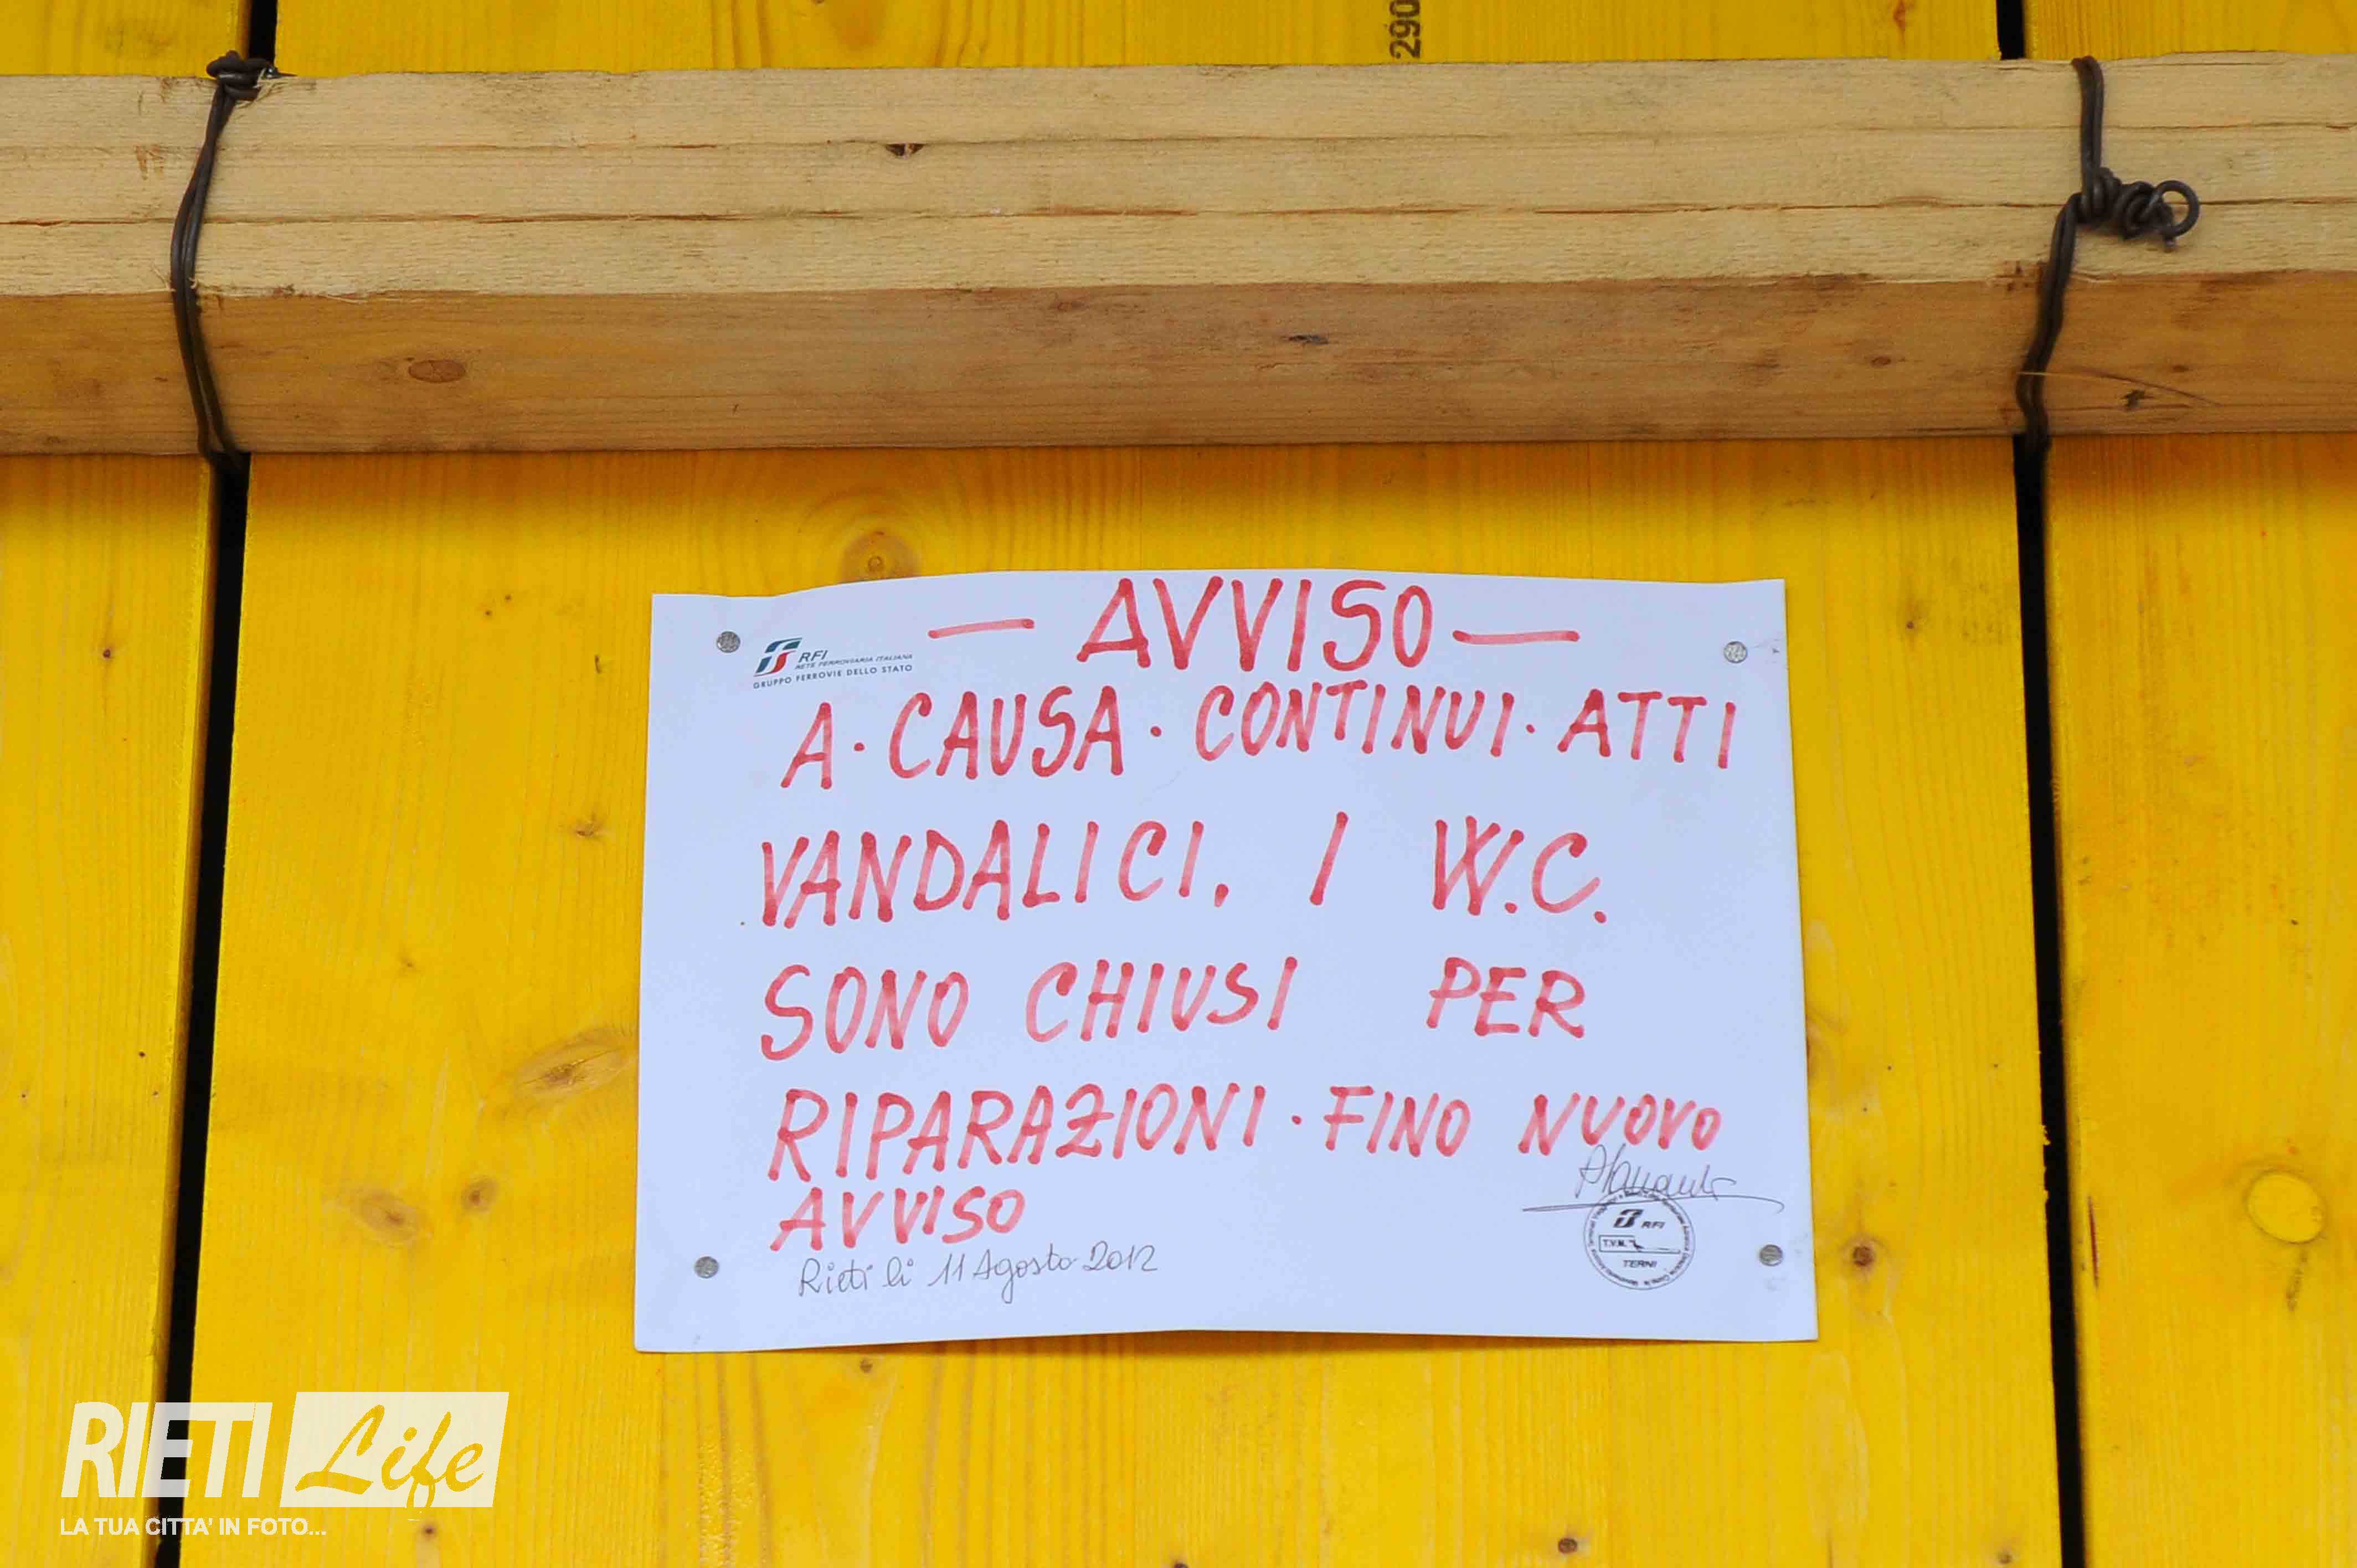 290
— AVVISO —
RFI
RETE FERROVIARIA ITALIANA
GRUPPO FERROVIE DELLO STATO
A · CAUSA · CONTINUI · ATTI
VANDALICI, I W.C.
SONO CHIUSI PER
RIPARAZIONI · FINO NUOVO
AVVISO
Rieti li 11 Agosto 2012
RFI
TERNI
RIETI Life
LA TUA CITTA' IN FOTO...